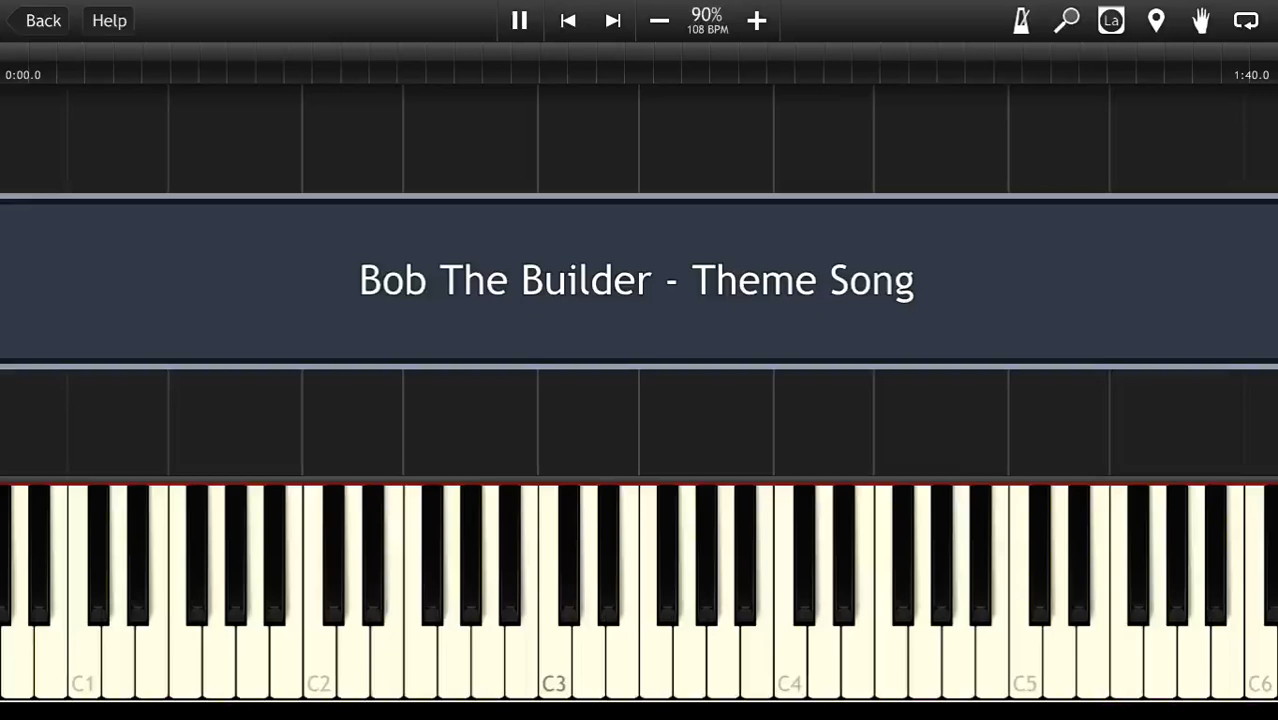 Back
Help
90%
108 BPM
La
0:00.0
1:40.0
Bob The Builder - Theme Song
C1
C2
C3
C4
C5
C6